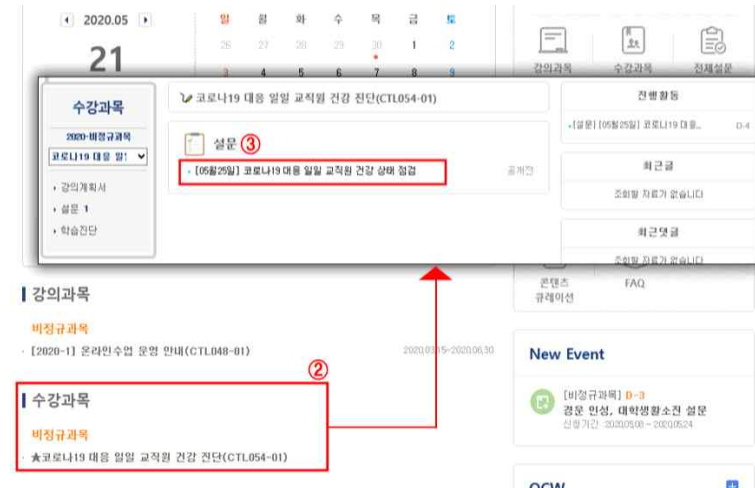 2020.05
21
일 월 화 수 목 금 토
26 27 28 29 30 1 2
3 4 5 6 7 8 9
강의과목 수강과목 전체설문
수강과목
2020-비정규과목
코로나19 대응 일
강의계획서
설문 1
학습진단
코로나19 대응 일일 교직원 건강 진단(CTL054-01)
설문 ③
[05월25일] 코로나19 대응 일일 교직원 건강 상태 점검 공개전
진행활동
[설문] [05월25일] 코로나19 대응... D-4
최근글
조회할 자료가 없습니다
최근댓글
조회할 자료가 없습니다
콘텐츠
큐레이션
FAQ
강의과목
비정규과목
[2020-1] 온라인수업 운영 안내(CTL048-01) 2020.03.15~2020.06.30
②
수강과목
비정규과목
★코로나19 대응 일일 교직원 건강 진단(CTL054-01)
New Event
[비정규과목] D-3
경운 인성, 대학생활소진 설문
신청기간 2020.05.08 ~ 2020.05.24
OCW